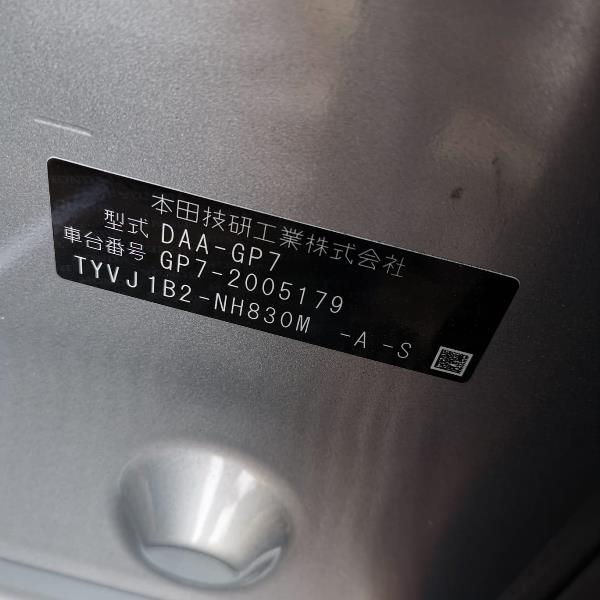 本田技研工業株式会社
型式 DAA-GP7
車台番号 GP7-2005179
TYVJ1B2-NH830M -A -S